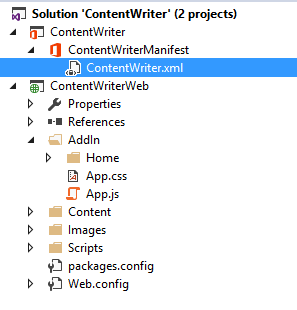 Solution 'ContentWriter' (2 projects)
ContentWriter
ContentWriterManifest
ContentWriter.xml
ContentWriterWeb
Properties
References
AddIn
Home
App.css
App.js
Content
Images
Scripts
packages.config
Web.config